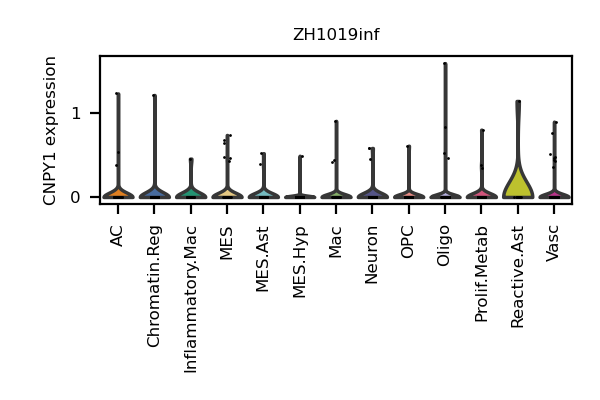 ZH1019inf
CNPY1 expression
1
0
AC
Chromatin.Reg
Inflammatory.Mac
MES
MES.Ast
MES.Hyp
Mac
Neuron
OPC
Oligo
Prolif.Metab
Reactive.Ast
Vasc